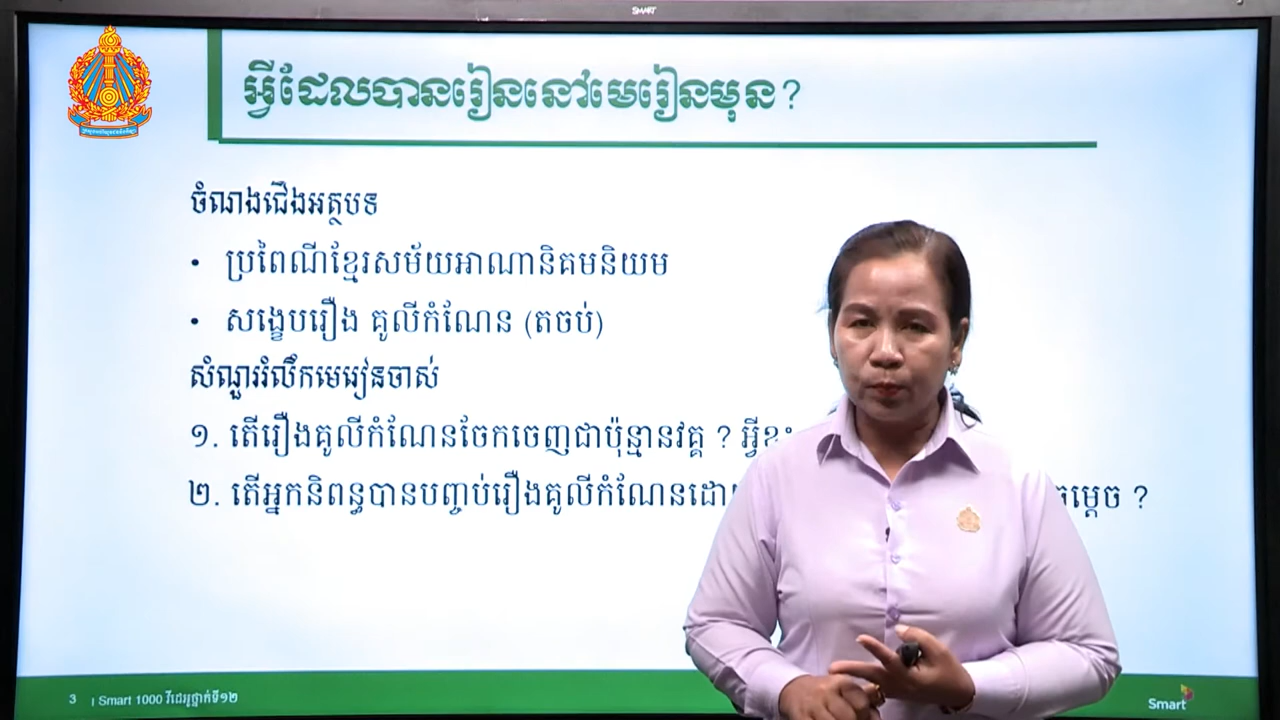 SMART
អ្វីដែលបានរៀននៅមេរៀនមុន?
ចំណងជើងអត្ថបទ
• ប្រពៃណីខ្មែរសម័យអាណានិគមនិយម
• សង្ខេបរឿង គូលីកំណែន (តចប់)
សំណួររំលឹកមេរៀនចាស់
១. តើរឿងគូលីកំណែនចែកចេញជាប៉ុន្មានវគ្គ ? អ្វីខ្លះ
២. តើអ្នកនិពន្ធបានបញ្ចប់រឿងគូលីកំណែនដោយ កម្តេច ?
3 | Smart 1000 វីដេអូថ្នាក់ទី១២
Smart